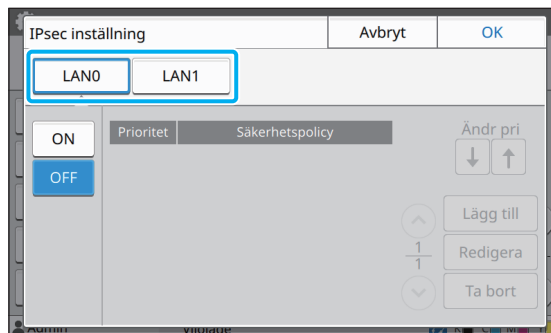 IPsec inställning Avbryt OK
LAN0 LAN1
ON
OFF
Prioritet Säkerhetspolicy
Ändr pri
Lägg till
1
1
Redigera
Ta bort
Admin